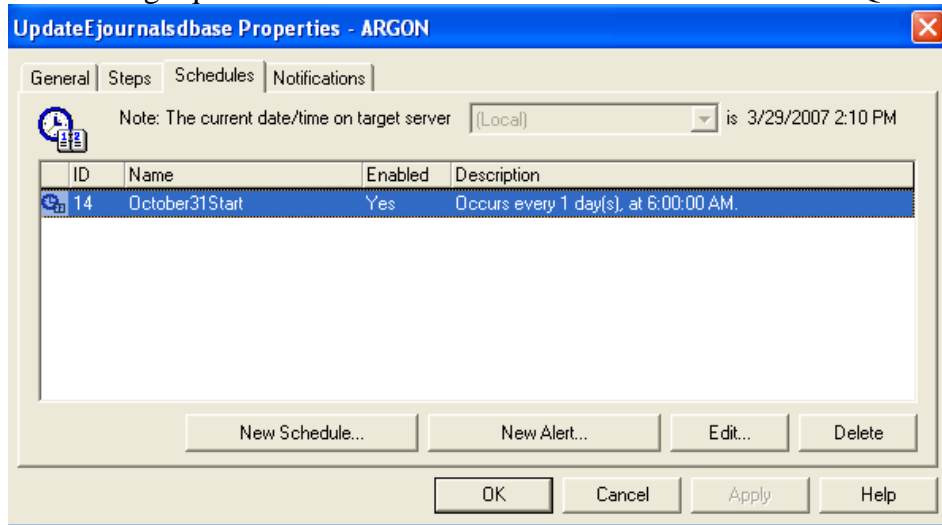 UpdateEjournalsdbase Properties - ARGON
General Steps Schedules Notifications
Note: The current date/time on target server (Local) is 3/29/2007 2:10 PM
ID Name Enabled Description
14 October31Start Yes Occurs every 1 day(s), at 6:00:00 AM.
New Schedule... New Alert... Edit... Delete
OK Cancel Apply Help